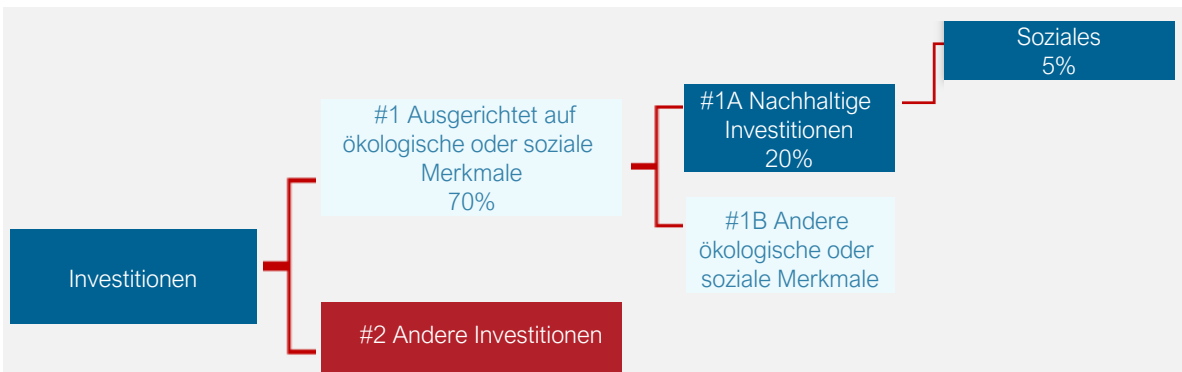 Soziales
5%
#1A Nachhaltige
Investitionen
20%
#1 Ausgerichtet auf
ökologische oder soziale
Merkmale
70%
#1B Andere
ökologische oder
soziale Merkmale
Investitionen
#2 Andere Investitionen